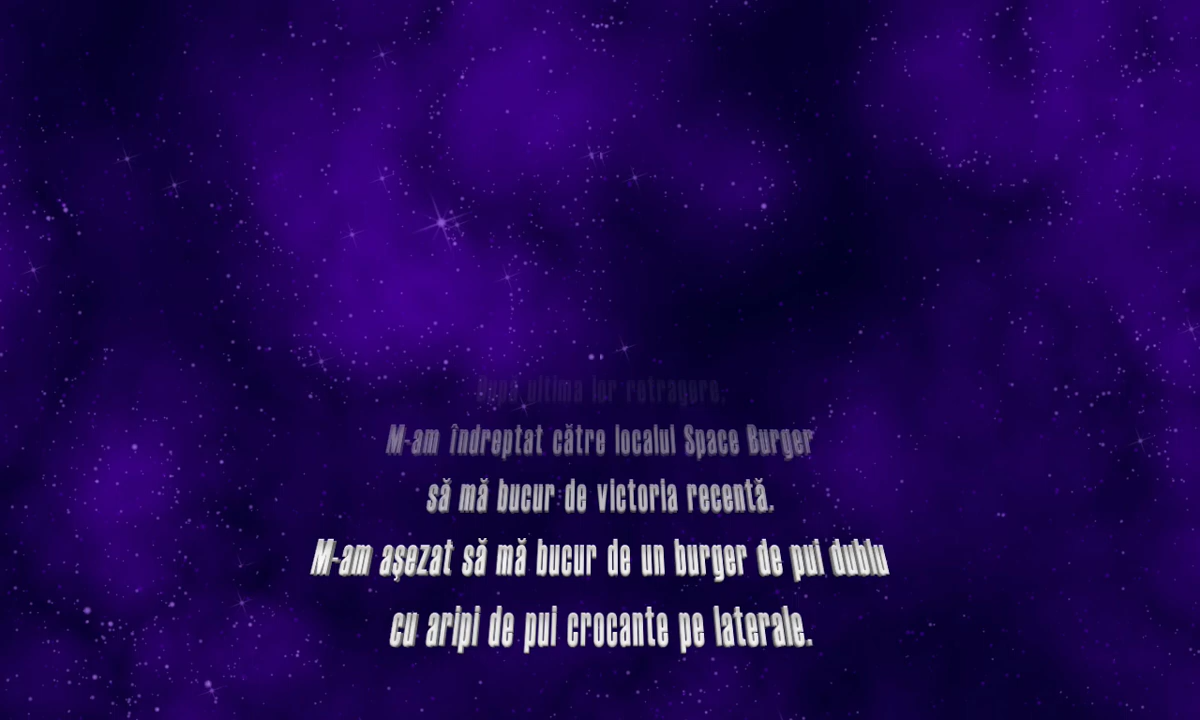 După ultima lor retragere,
M-am îndreptat către localul Space Burger
să mă bucur de victoria recentă.
M-am așezat să mă bucur de un burger de pui dublu
cu aripi de pui crocante pe laterale.